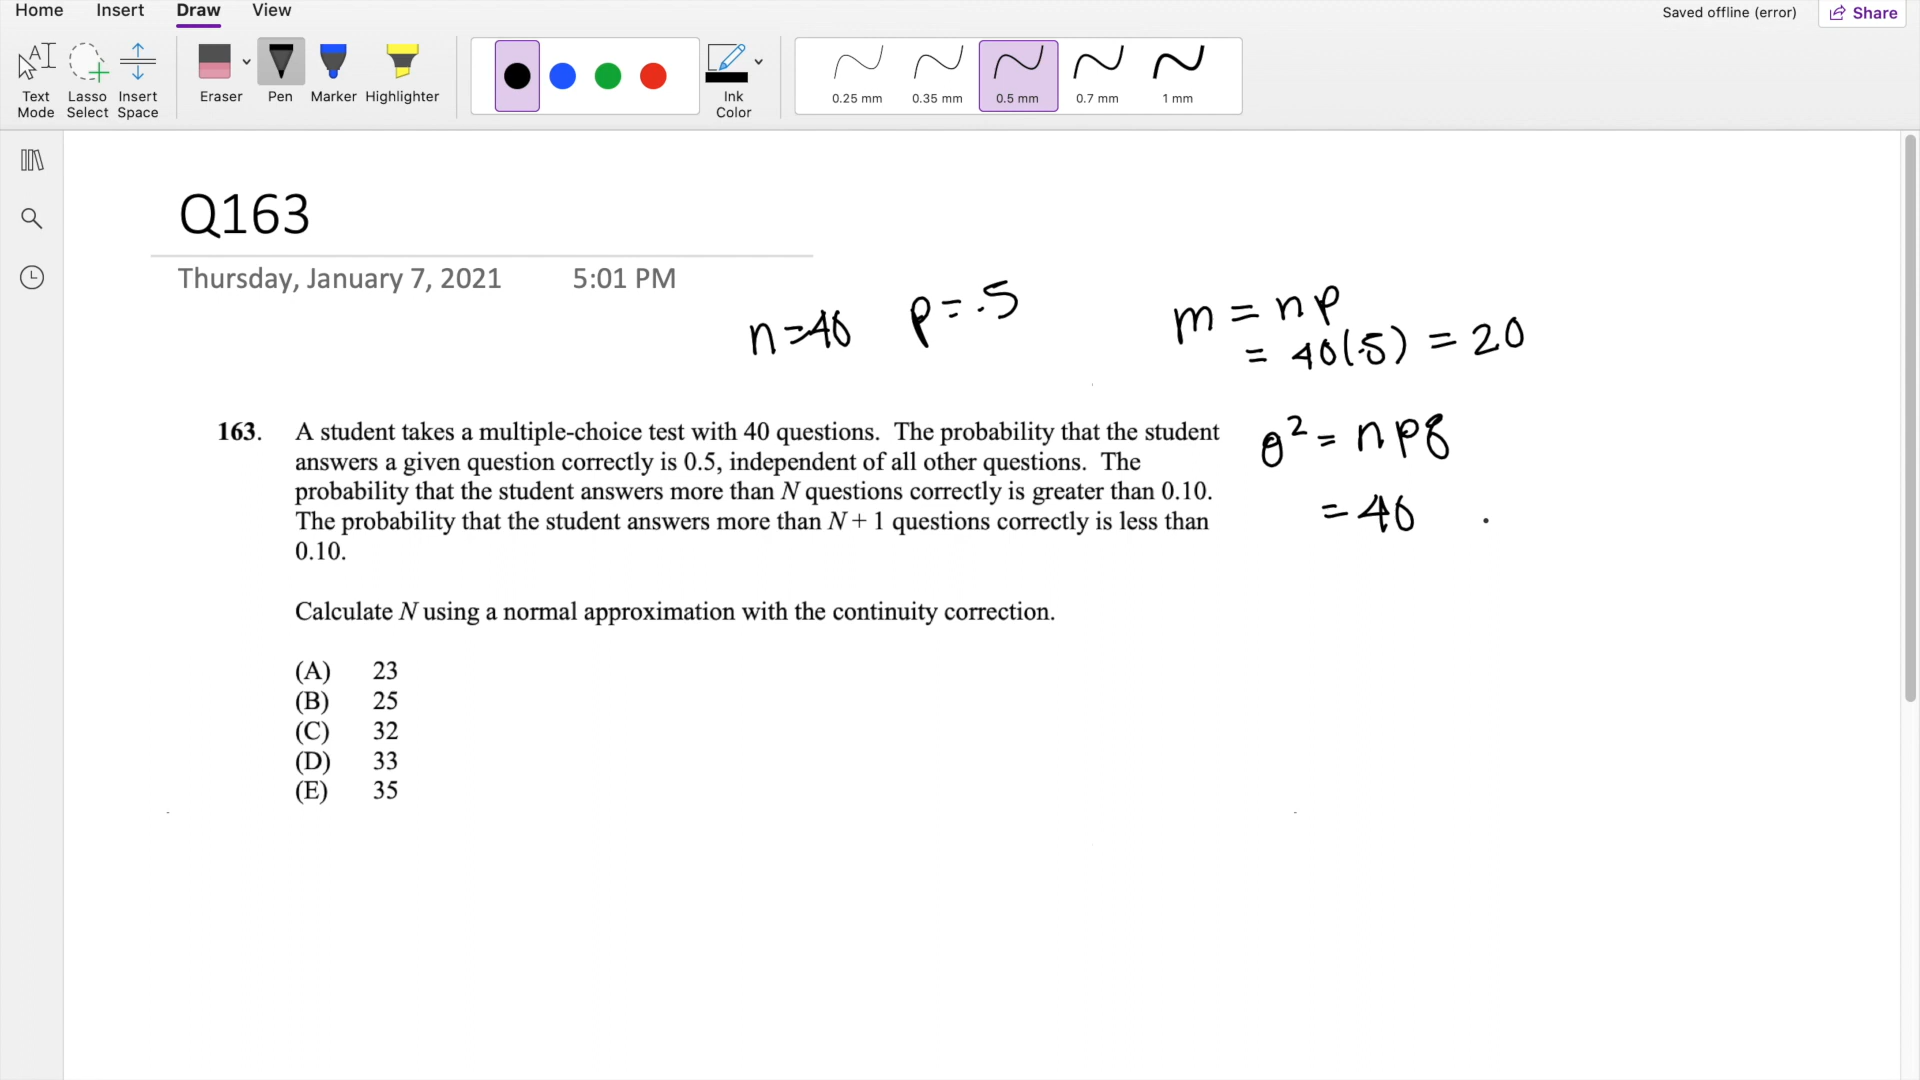 Home Insert Draw View
Saved offline (error) Share
Text Mode
Lasso Select
Insert Space
Eraser
Pen
Marker
Highlighter
Ink Color
0.25 mm
0.35 mm
0.5 mm
0.7 mm
1 mm
Q163
Thursday, January 7, 2021 5:01 PM
n=40 p=.5
m = np
= 40(.5) = 20
163. A student takes a multiple-choice test with 40 questions. The probability that the student
answers a given question correctly is 0.5, independent of all other questions. The
probability that the student answers more than N questions correctly is greater than 0.10.
The probability that the student answers more than N + 1 questions correctly is less than
0.10.
σ² = npq
= 40
Calculate N using a normal approximation with the continuity correction.
(A) 23
(B) 25
(C) 32
(D) 33
(E) 35